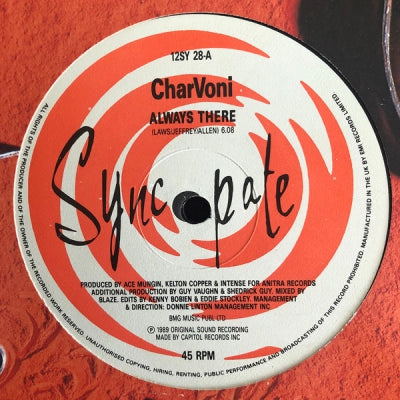 12SY 28-A
CharVoni
ALWAYS THERE
(LAWS/JEFFREY/ALLEN) 6.08
Sync pate
PRODUCED BY ACE MUNGIN, KELTON COPPER & INTENSE FOR ANITRA RECORDS
ADDITIONAL PRODUCTION BY GUY VAUGHN & SHEDRICK GUY. MIXED BY
BLAZE. EDITS BY KENNY BOBIEN & EDDIE STOCKLEY. MANAGEMENT
& DIRECTION: DONNIE LINTON MANAGEMENT INC.
BMG MUSIC PUBL LTD
℗ 1989 ORIGINAL SOUND RECORDING
MADE BY CAPITOL RECORDS INC
45 RPM
ALL RIGHTS OF THE PRODUCER AND OF THE OWNER OF THE RECORDED WORK RESERVED. UNAUTHORISED COPYING, HIRING, RENTING, PUBLIC PERFORMANCE AND BROADCASTING OF THIS RECORD PROHIBITED. MANUFACTURED IN THE U.K. BY EMI RECORDS LIMITED.